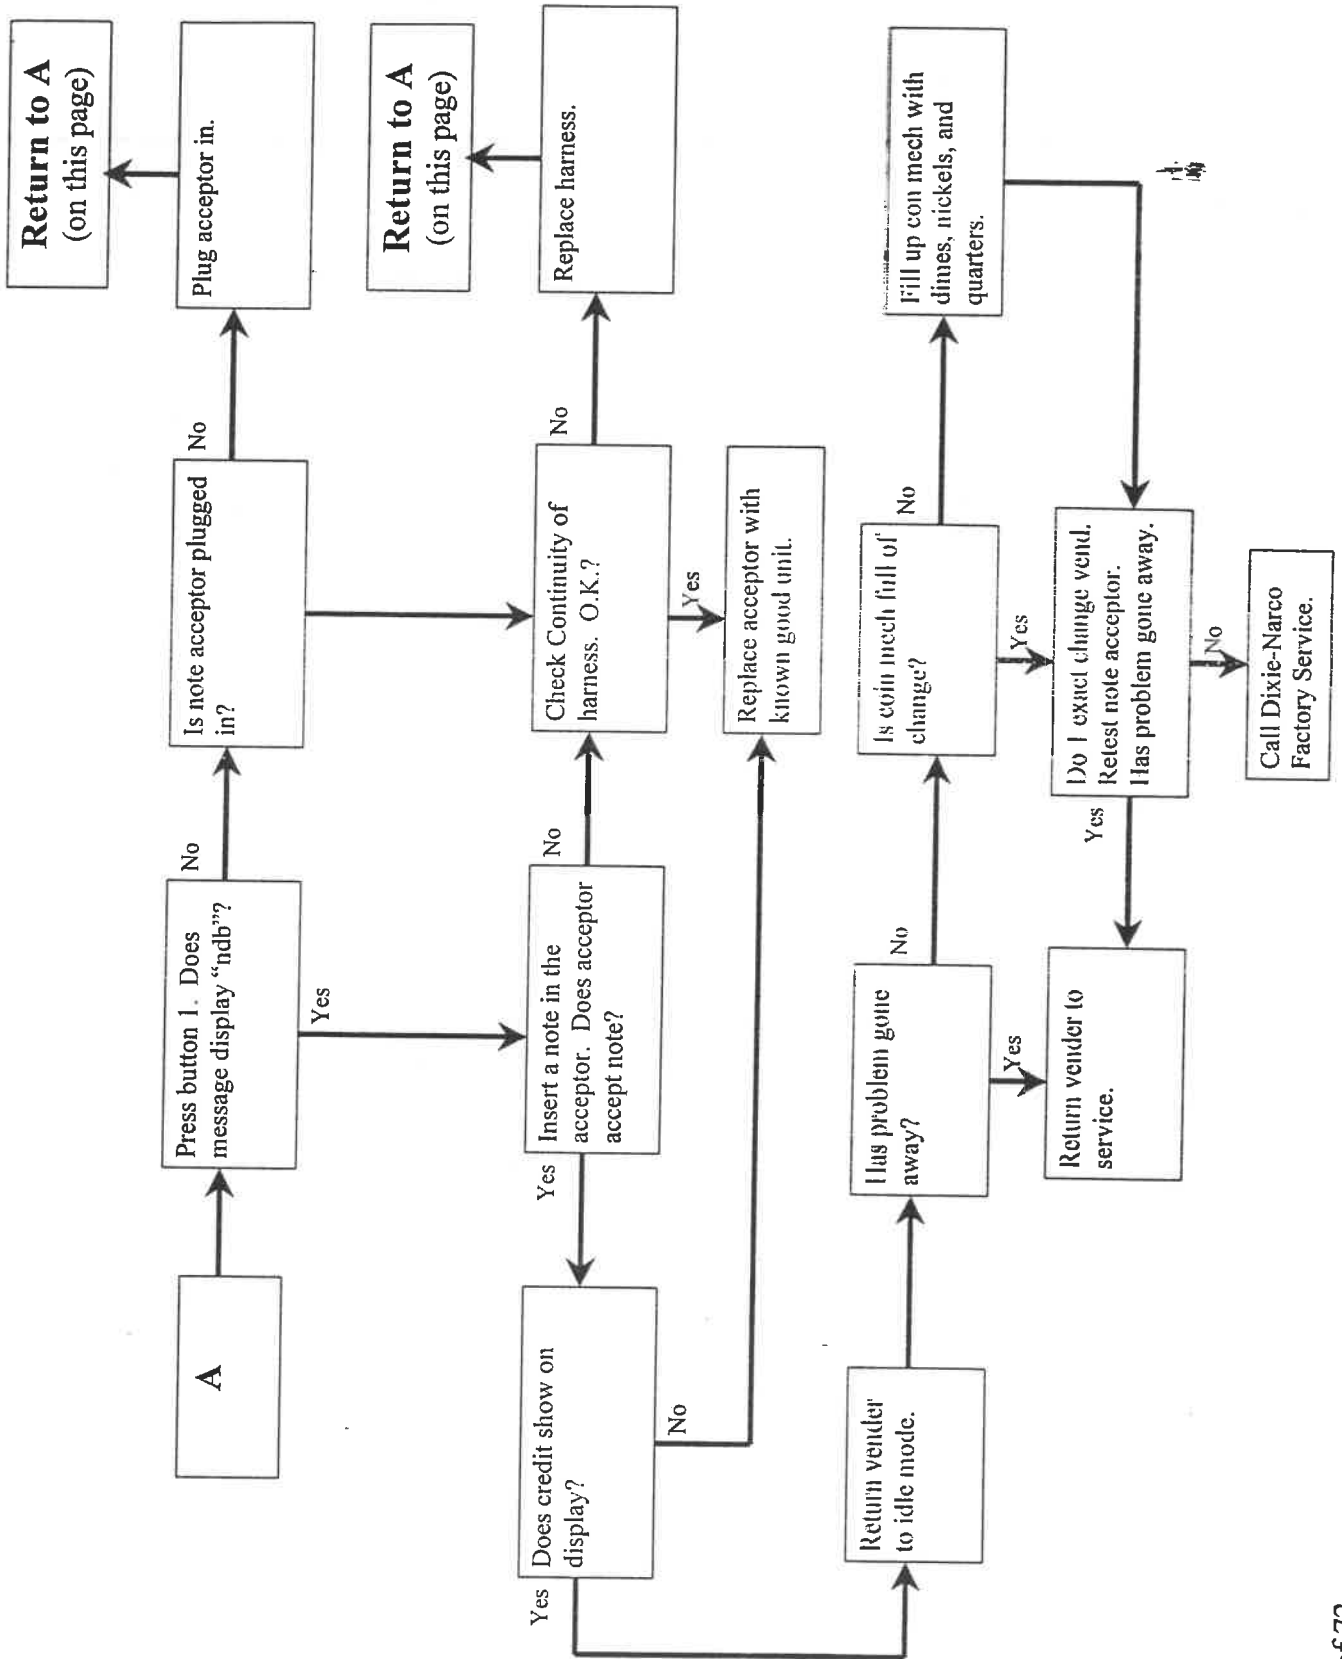 A
Press button 1. Does
message display “ndb”?
No
Is note acceptor plugged
in?
No
Plug acceptor in.
Return to A
(on this page)
Yes
Yes
Does credit show on
display?
Yes
Insert a note in the
acceptor. Does acceptor
accept note?
No
Check Continuity of
harness. O.K.?
No
Replace harness.
Return to A
(on this page)
No
Yes
Replace acceptor with
known good unit.
Return vender
to idle mode.
Has problem gone
away?
No
Is coin mech full of
change?
No
Fill up coin mech with
dimes, nickels, and
quarters.
Yes
Yes
Return vender to
service.
Yes
Do 1 exact change vend.
Retest note acceptor.
Has problem gone away.
No
Call Dixie-Narco
Factory Service.